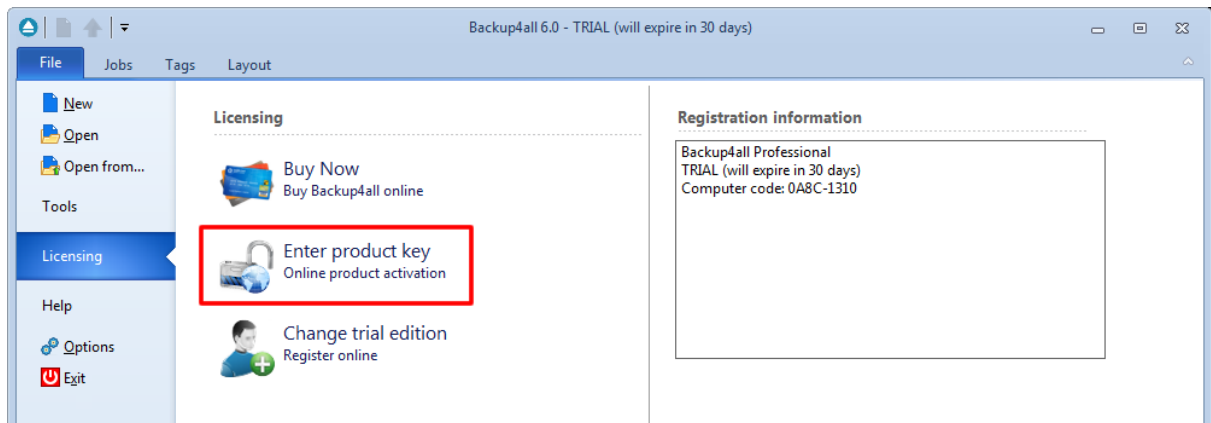 Backup4all 6.0 - TRIAL (will expire in 30 days)
File Jobs Tags Layout
New
Open
Open from...
Tools
Licensing
Help
Options
Exit
Licensing
Buy Now
Buy Backup4all online
Enter product key
Online product activation
Change trial edition
Register online
Registration information
Backup4all Professional
TRIAL (will expire in 30 days)
Computer code: 0A8C-1310